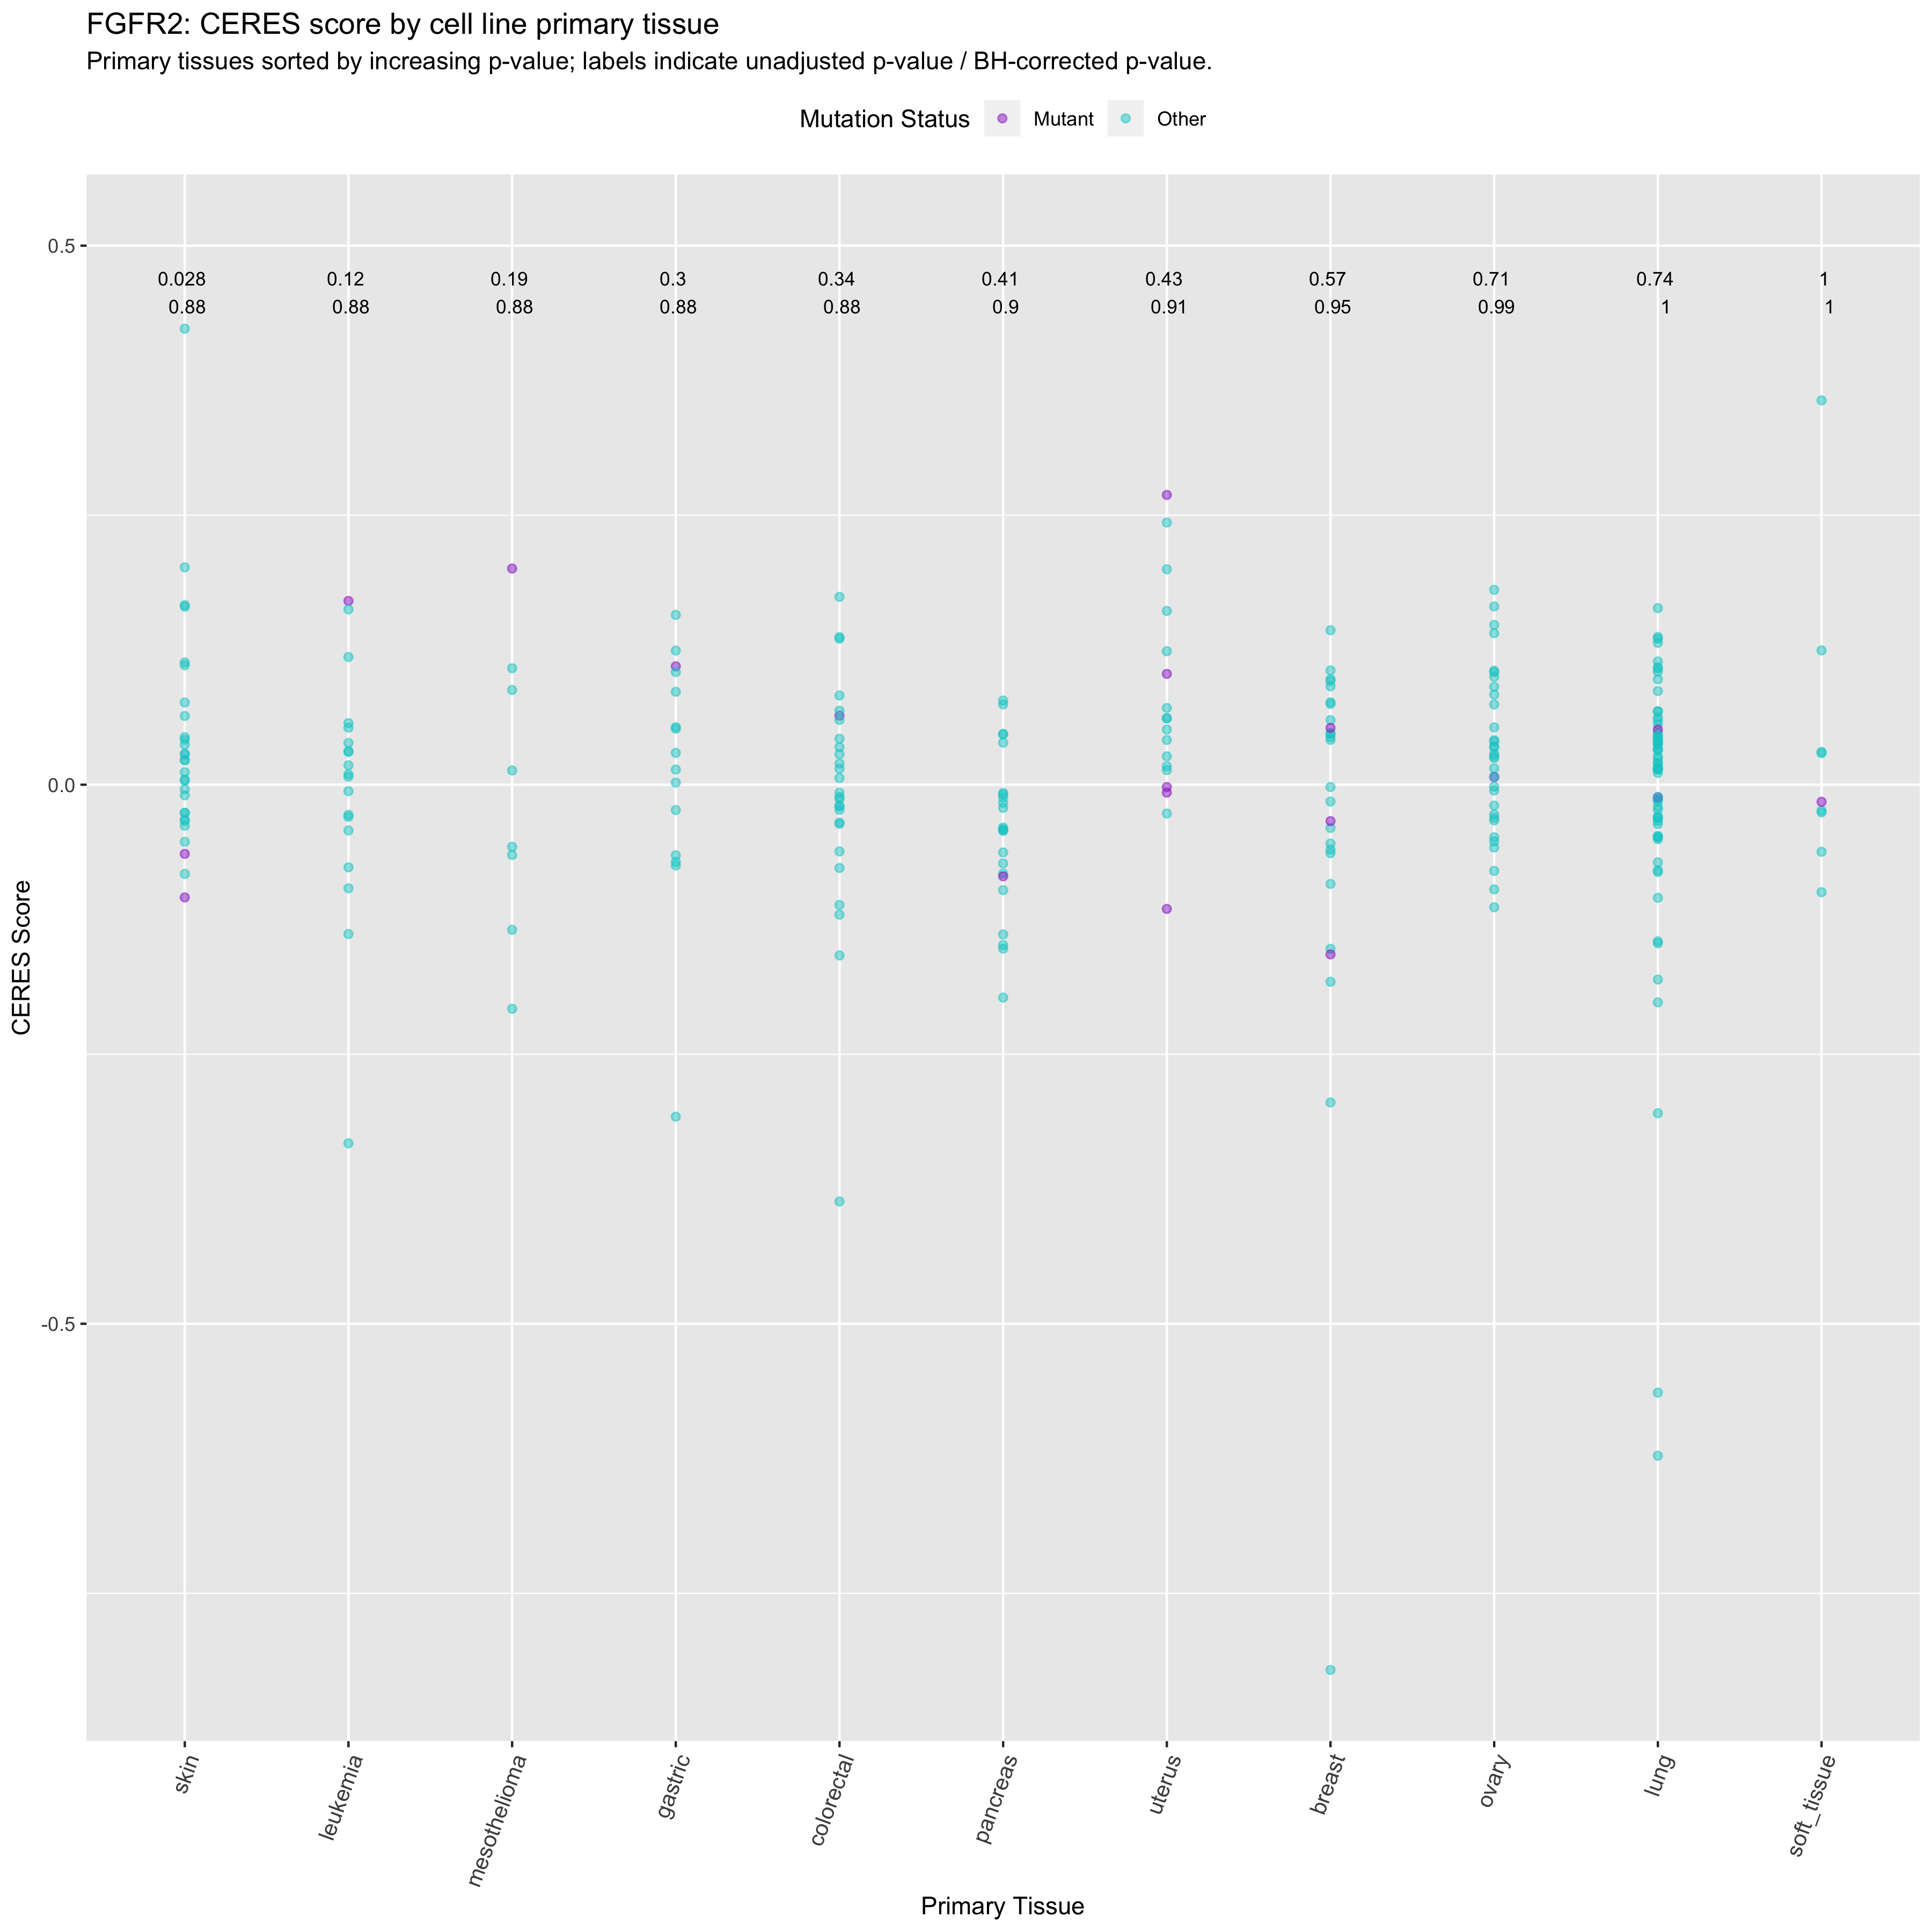 FGFR2: CERES score by cell line primary tissue
Primary tissues sorted by increasing p-value; labels indicate unadjusted p-value / BH-corrected p-value.
Mutation Status Mutant Other
0.5
0.028 0.12 0.19 0.3 0.34 0.41 0.43 0.57 0.71 0.74 1
0.88 0.88 0.88 0.88 0.88 0.9 0.91 0.95 0.99 1 1
0.0
CERES Score
-0.5
skin leukemia mesothelioma gastric colorectal pancreas uterus breast ovary lung soft_tissue
Primary Tissue